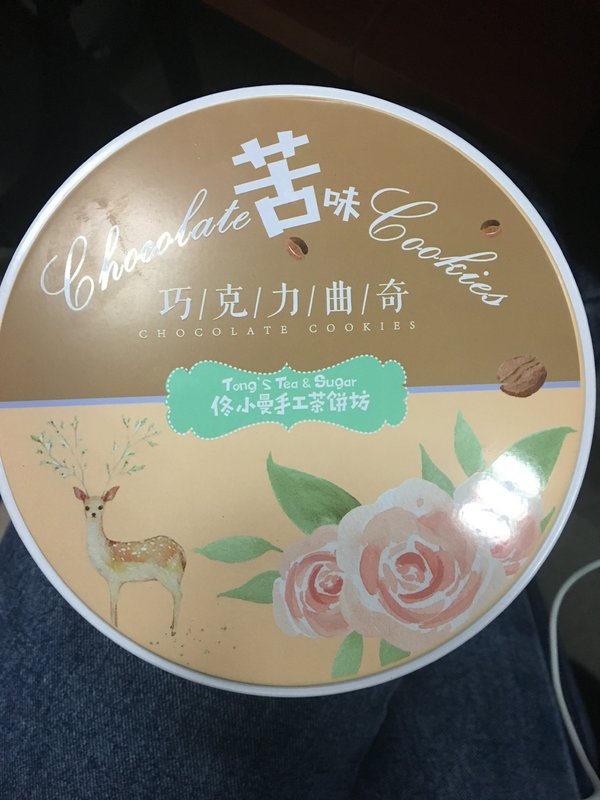 Chocolate 苦味 Cookies
巧/克/力/曲/奇
CHOCOLATE COOKIES
Tong'S Tea & Sugar
佟小曼手工茶饼坊